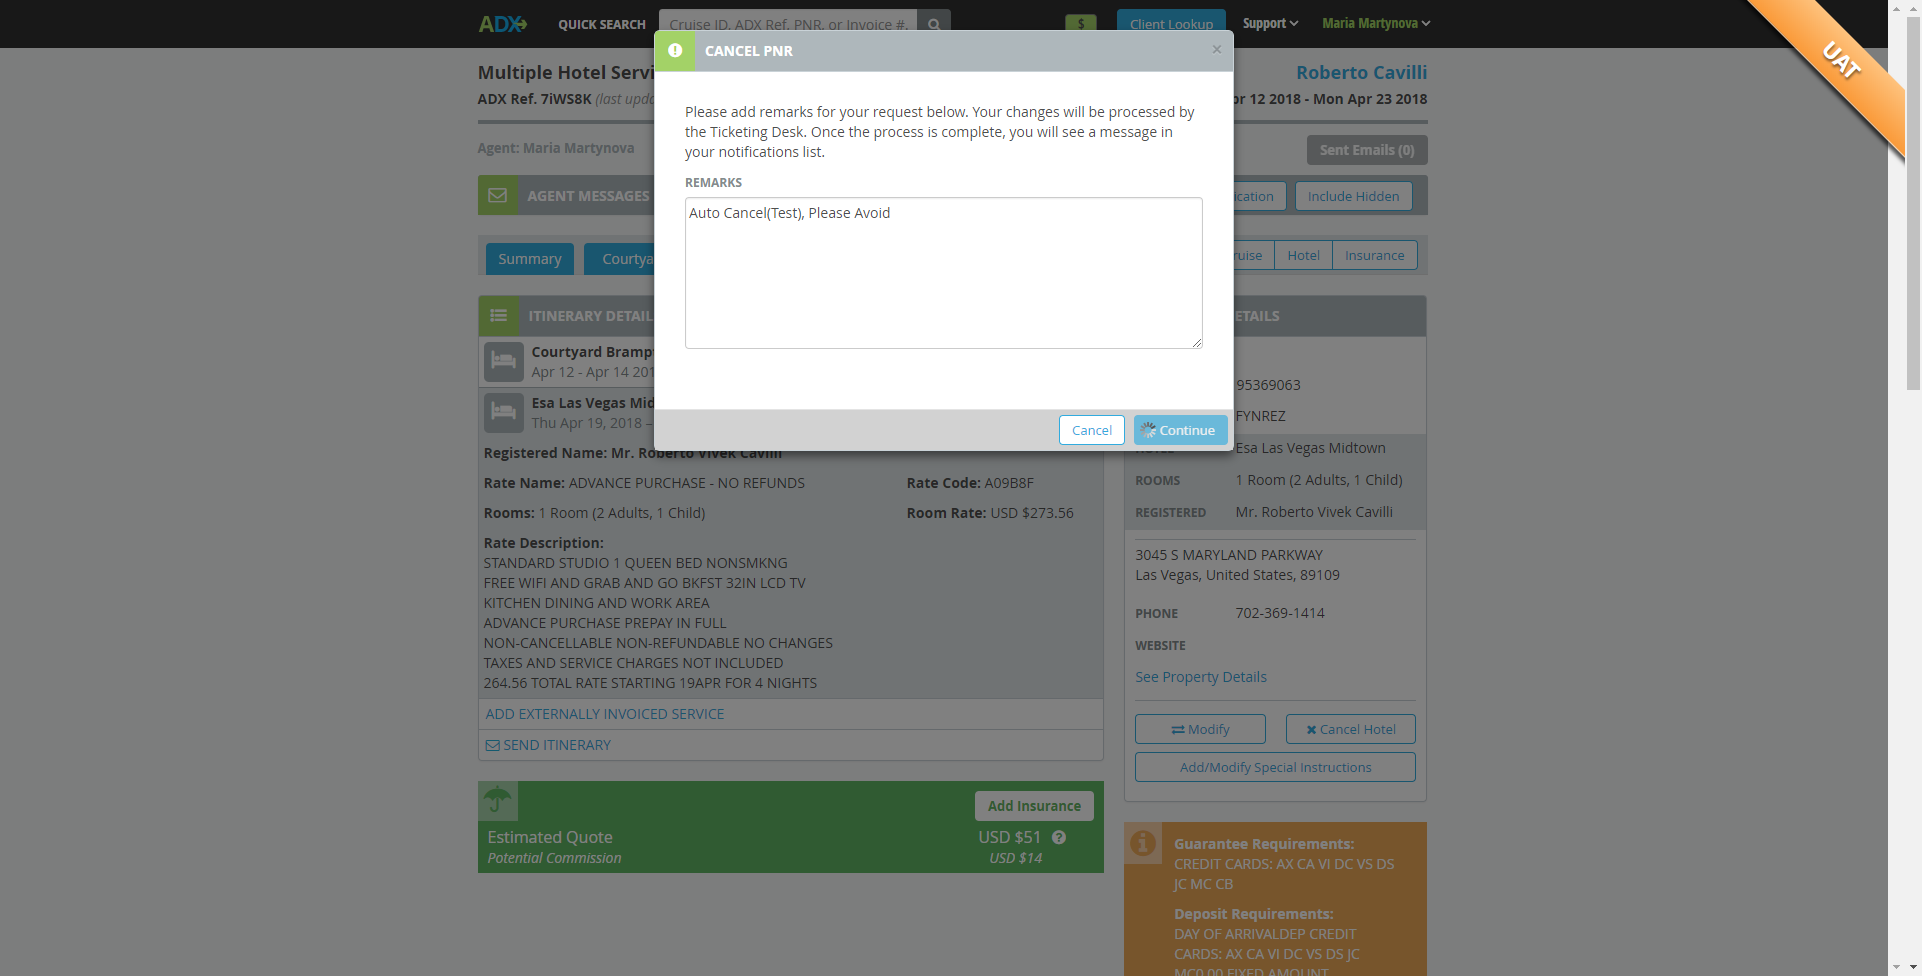 ADX
QUICK SEARCH
Cruise ID, ADX Ref, PNR, or Invoice #.
$
Client Lookup
Support
Maria Martynova
UAT
CANCEL PNR
×
Multiple Hotel Servi
Roberto Cavilli
ADX Ref. 7iWS8K (last upda
pr 12 2018 - Mon Apr 23 2018
Please add remarks for your request below. Your changes will be processed by
the Ticketing Desk. Once the process is complete, you will see a message in
your notifications list.
Agent: Maria Martynova
Sent Emails (0)
REMARKS
AGENT MESSAGES
ication
Include Hidden
Auto Cancel(Test), Please Avoid
Summary
Courtya
ruise
Hotel
Insurance
ITINERARY DETAIL
ETAILS
Courtyard Bramp
Apr 12 - Apr 14 201
95369063
Esa Las Vegas Mid
Thu Apr 19, 2018 –
FYNREZ
Cancel
Continue
Registered Name: Mr. Roberto Vivek Cavilli
Esa Las Vegas Midtown
Rate Name: ADVANCE PURCHASE - NO REFUNDS
Rate Code: A09B8F
ROOMS
1 Room (2 Adults, 1 Child)
Rooms: 1 Room (2 Adults, 1 Child)
Room Rate: USD $273.56
REGISTERED
Mr. Roberto Vivek Cavilli
Rate Description:
STANDARD STUDIO 1 QUEEN BED NONSMKNG
FREE WIFI AND GRAB AND GO BKFST 32IN LCD TV
KITCHEN DINING AND WORK AREA
ADVANCE PURCHASE PREPAY IN FULL
NON-CANCELLABLE NON-REFUNDABLE NO CHANGES
TAXES AND SERVICE CHARGES NOT INCLUDED
264.56 TOTAL RATE STARTING 19APR FOR 4 NIGHTS
3045 S MARYLAND PARKWAY
Las Vegas, United States, 89109
PHONE
702-369-1414
WEBSITE
See Property Details
ADD EXTERNALLY INVOICED SERVICE
SEND ITINERARY
Modify
Cancel Hotel
Add/Modify Special Instructions
Add Insurance
Estimated Quote
USD $51
Potential Commission
USD $14
Guarantee Requirements:
CREDIT CARDS: AX CA VI DC VS DS
JC MC CB
Deposit Requirements:
DAY OF ARRIVALDEP CREDIT
CARDS: AX CA VI DC VS DS JC
MC0.00 FIXED AMOUNT